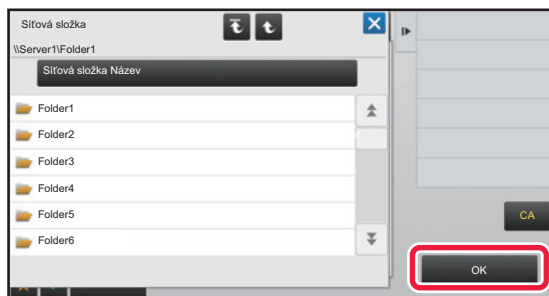 Síťová složka
\\Server1\Folder1
Síťová složka Název
Folder1
Folder2
Folder3
Folder4
Folder5
Folder6
CA
OK